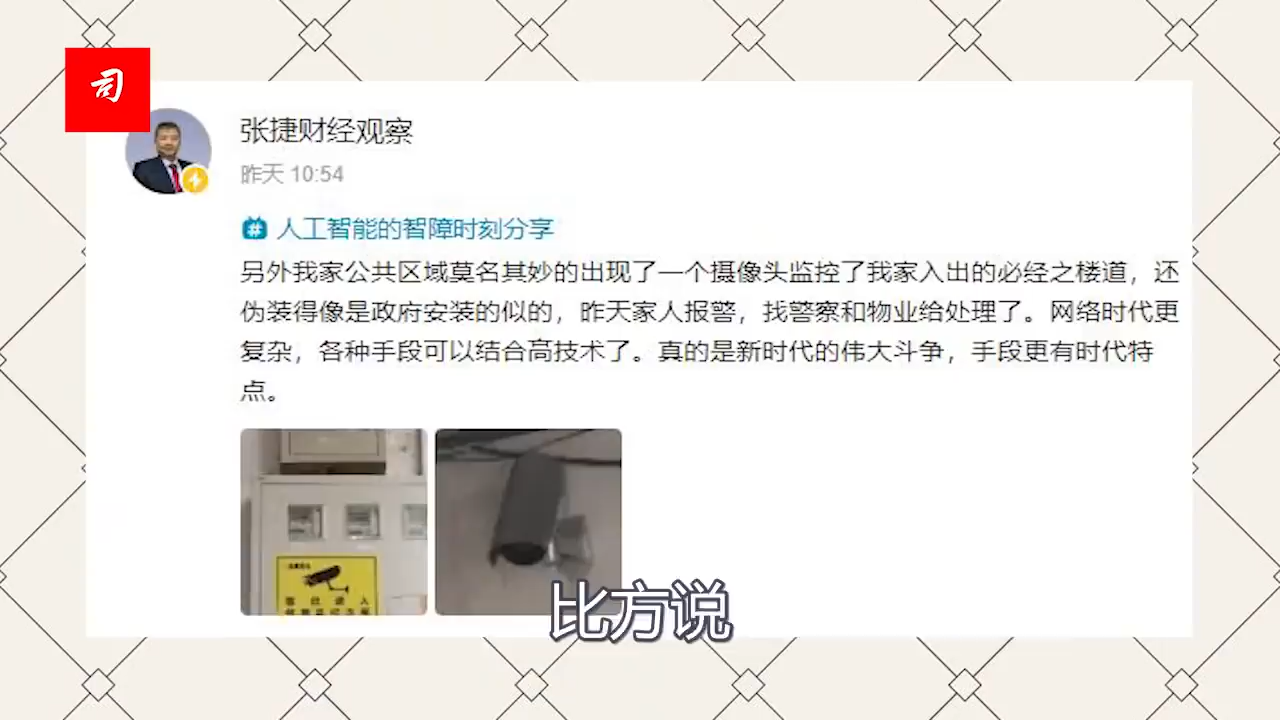 司
张捷财经观察
昨天 10:54
# 人工智能的智障时刻分享
另外我家公共区域莫名其妙的出现了一个摄像头监控了我家入出的必经之楼道，还
伪装得像是政府安装的似的，昨天家人报警，找警察和物业给处理了。网络时代更
复杂，各种手段可以结合高技术了。真的是新时代的伟大斗争，手段更有时代特
点。
比方说